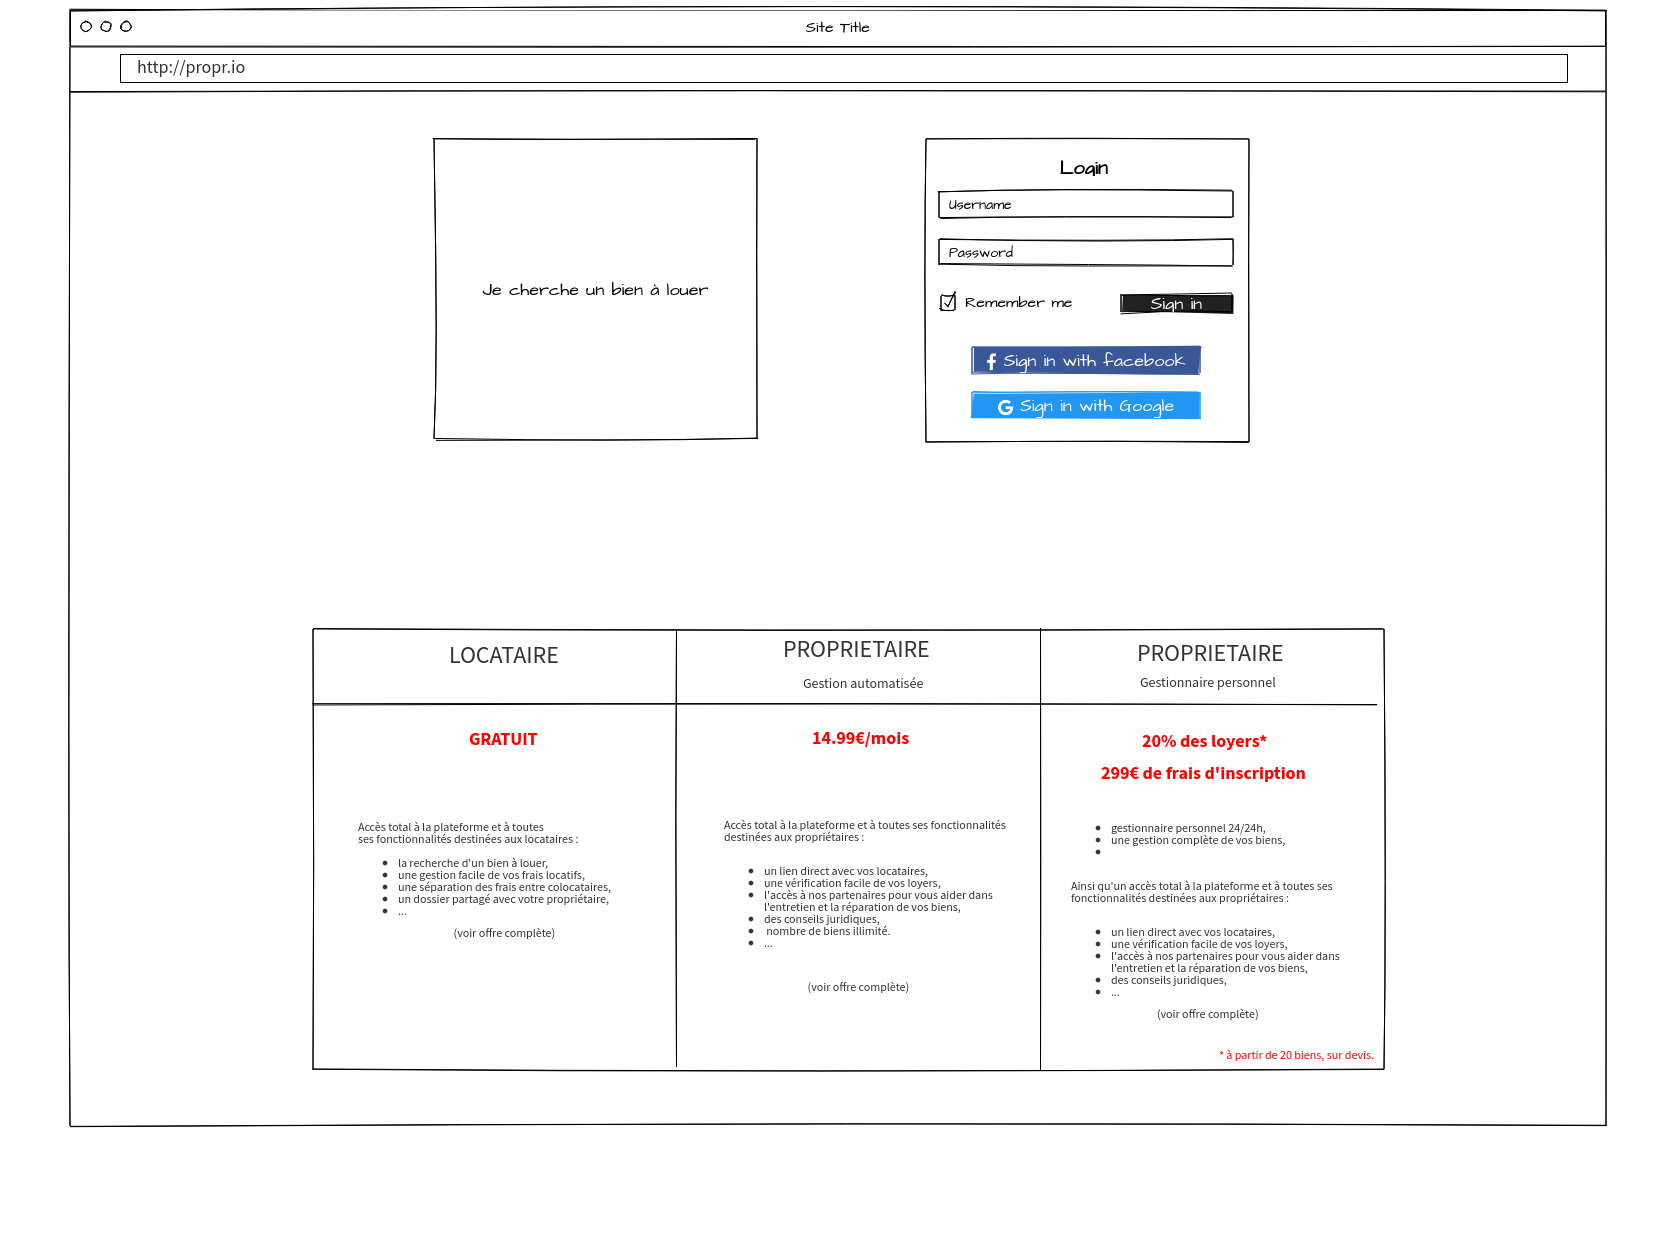 Site Title
http://propr.io
Je cherche un bien à louer
Login
Username
Password
Remember me
Sign in
Sign in with facebook
Sign in with Google
LOCATAIRE
GRATUIT
Accès total à la plateforme et à toutes
ses fonctionnalités destinées aux locataires :
la recherche d'un bien à louer,
une gestion facile de vos frais locatifs,
une séparation des frais entre colocataires,
un dossier partagé avec votre propriétaire,
...
(voir offre complète)
PROPRIETAIRE
Gestion automatisée
14.99€/mois
Accès total à la plateforme et à toutes ses fonctionnalités
destinées aux propriétaires :
un lien direct avec vos locataires,
une vérification facile de vos loyers,
l'accès à nos partenaires pour vous aider dans
l'entretien et la réparation de vos biens,
des conseils juridiques,
nombre de biens illimité.
...
(voir offre complète)
PROPRIETAIRE
Gestionnaire personnel
20% des loyers*
299€ de frais d'inscription
gestionnaire personnel 24/24h,
une gestion complète de vos biens,
Ainsi qu'un accès total à la plateforme et à toutes ses
fonctionnalités destinées aux propriétaires :
un lien direct avec vos locataires,
une vérification facile de vos loyers,
l'accès à nos partenaires pour vous aider dans
l'entretien et la réparation de vos biens,
des conseils juridiques,
...
(voir offre complète)
* à partir de 20 biens, sur devis.